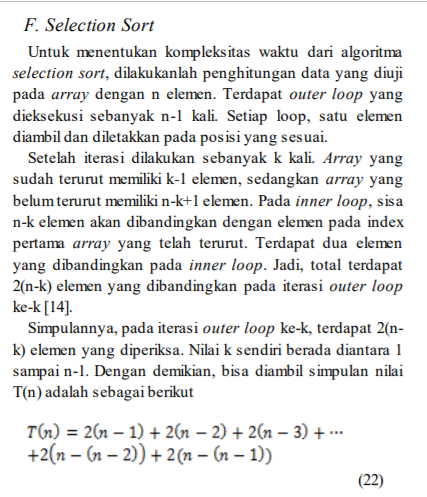 F. Selection Sort
Untuk menentukan kompleksitas waktu dari algoritma
selection sort, dilakukanlah penghitungan data yang diuji
pada array dengan n elemen. Terdapat outer loop yang
dieksekusi sebanyak n-1 kali. Setiap loop, satu elemen
diambil dan diletakkan pada posisi yang sesuai.
Setelah iterasi dilakukan sebanyak k kali. Array yang
sudah terurut memiliki k-1 elemen, sedangkan array yang
belum terurut memiliki n-k+1 elemen. Pada inner loop, sisa
n-k elemen akan dibandingkan dengan elemen pada index
pertama array yang telah terurut. Terdapat dua elemen
yang dibandingkan pada inner loop. Jadi, total terdapat
2(n-k) elemen yang dibandingkan pada iterasi outer loop
ke-k [14].
Simpulannya, pada iterasi outer loop ke-k, terdapat 2(n-
k) elemen yang diperiksa. Nilai k sendiri berada diantara 1
sampai n-1. Dengan demikian, bisa diambil simpulan nilai
T(n) adalah sebagai berikut
T(n) = 2(n − 1) + 2(n − 2) + 2(n − 3) + ⋯
+2(n − (n − 2)) + 2(n − (n − 1))
(22)